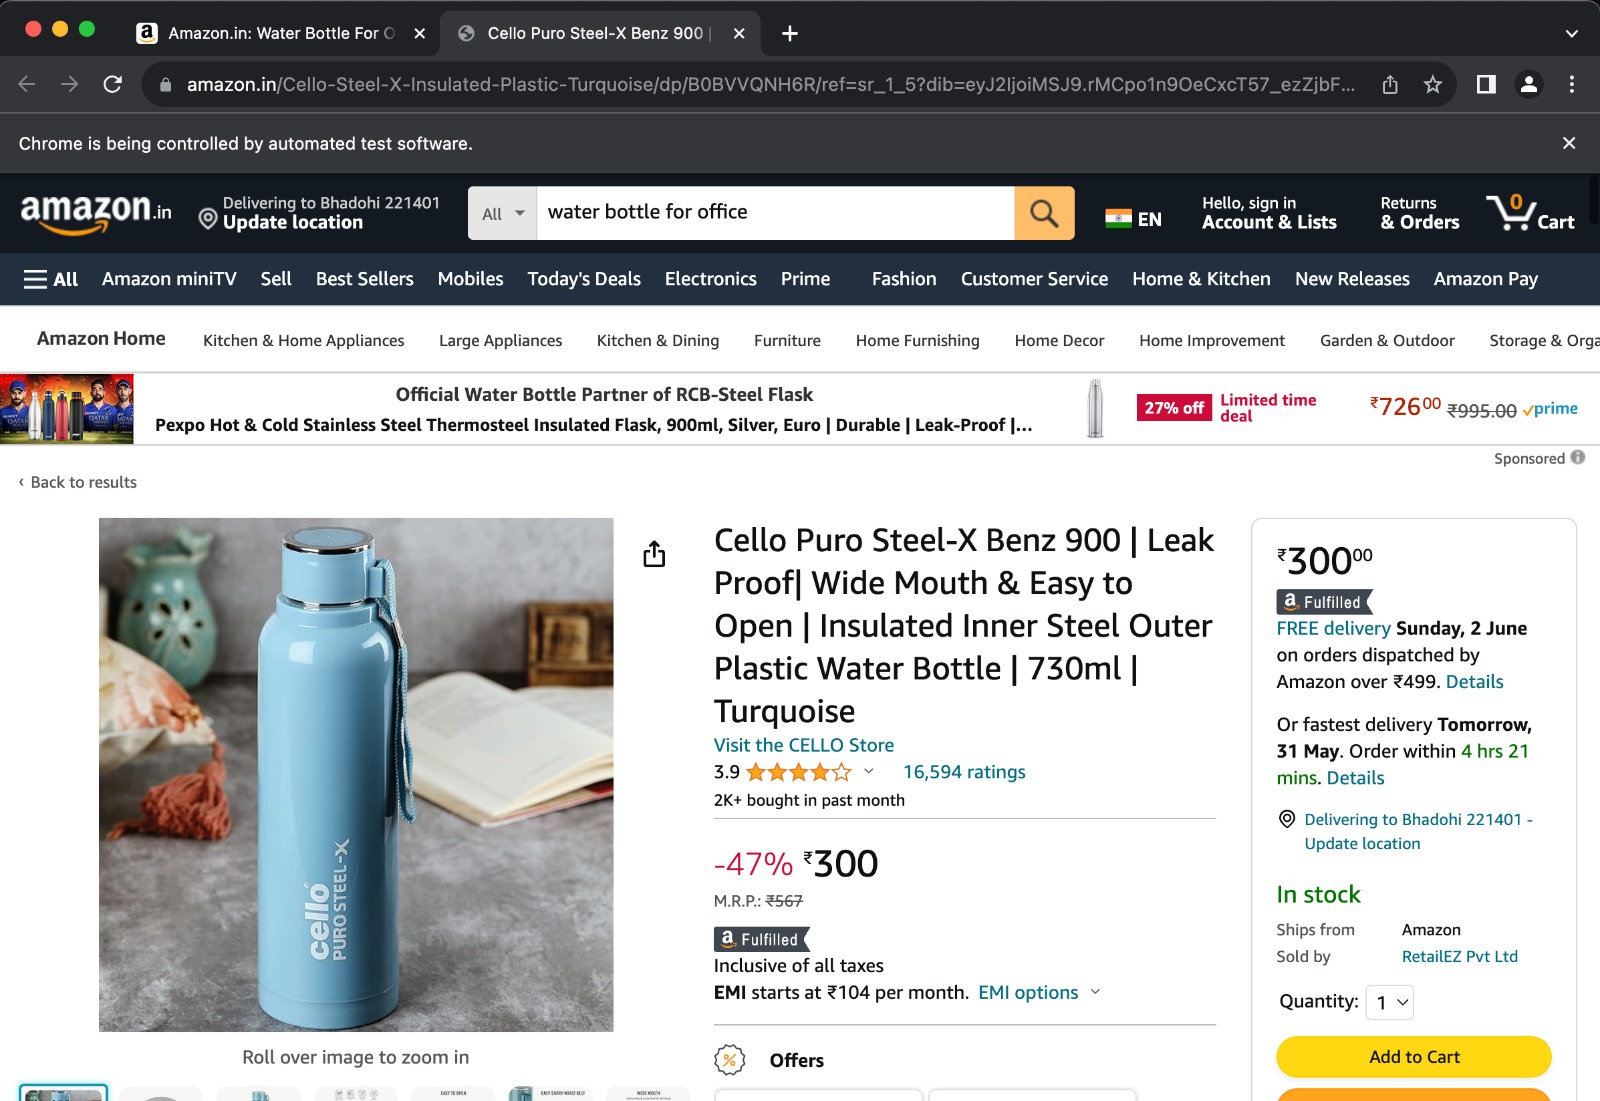 Amazon.in: Water Bottle For O
Cello Puro Steel-X Benz 900 |
amazon.in/Cello-Steel-X-Insulated-Plastic-Turquoise/dp/B0BVVQNH6R/ref=sr_1_5?dib=eyJ2IjoiMSJ9.rMCpo1n9OeCxcT57_ezZjbF...
Chrome is being controlled by automated test software.
amazon.in
Delivering to Bhadohi 221401
Update location
All
water bottle for office
EN
Hello, sign in
Account & Lists
Returns
& Orders
0
Cart
All Amazon miniTV Sell Best Sellers Mobiles Today's Deals Electronics Prime Fashion Customer Service Home & Kitchen New Releases Amazon Pay
Amazon Home Kitchen & Home Appliances Large Appliances Kitchen & Dining Furniture Home Furnishing Home Decor Home Improvement Garden & Outdoor Storage & Orga
Official Water Bottle Partner of RCB-Steel Flask
Pexpo Hot & Cold Stainless Steel Thermosteel Insulated Flask, 900ml, Silver, Euro | Durable | Leak-Proof |...
27% off
Limited time
deal
₹72600 ₹995.00 prime
Sponsored
‹ Back to results
cello
PURO STEEL-X
Roll over image to zoom in
EASY TO OPEN
EASY CARRY WAIST BELT
WIDE MOUTH
Cello Puro Steel-X Benz 900 | Leak
Proof| Wide Mouth & Easy to
Open | Insulated Inner Steel Outer
Plastic Water Bottle | 730ml |
Turquoise
Visit the CELLO Store
3.9 16,594 ratings
2K+ bought in past month
-47% ₹300
M.R.P.: ₹567
a Fulfilled
Inclusive of all taxes
EMI starts at ₹104 per month. EMI options
% Offers
₹30000
a Fulfilled
FREE delivery Sunday, 2 June
on orders dispatched by
Amazon over ₹499. Details
Or fastest delivery Tomorrow,
31 May. Order within 4 hrs 21
mins. Details
Delivering to Bhadohi 221401 -
Update location
In stock
Ships from Amazon
Sold by RetailEZ Pvt Ltd
Quantity: 1
Add to Cart